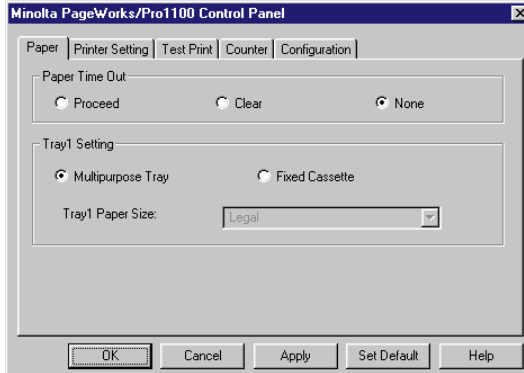 Minolta PageWorks/Pro1100 Control Panel
Paper Printer Setting Test Print Counter Configuration
Paper Time Out
Proceed Clear None
Tray1 Setting
Multipurpose Tray Fixed Cassette
Tray1 Paper Size: Legal
OK Cancel Apply Set Default Help